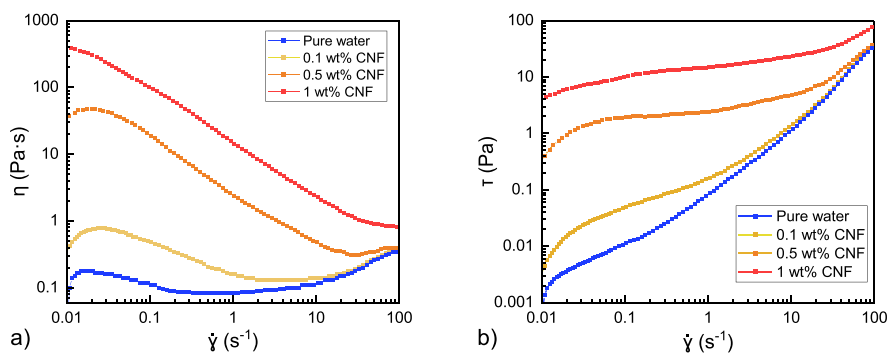 1000
100
10
1
0.1
η (Pa·s)
Pure water
0.1 wt% CNF
0.5 wt% CNF
1 wt% CNF
0.01 0.1 1 10 100
a) γ̇ (s⁻¹)
100
10
1
0.1
0.01
0.001
τ (Pa)
Pure water
0.1 wt% CNF
0.5 wt% CNF
1 wt% CNF
0.01 0.1 1 10 100
b) γ̇ (s⁻¹)